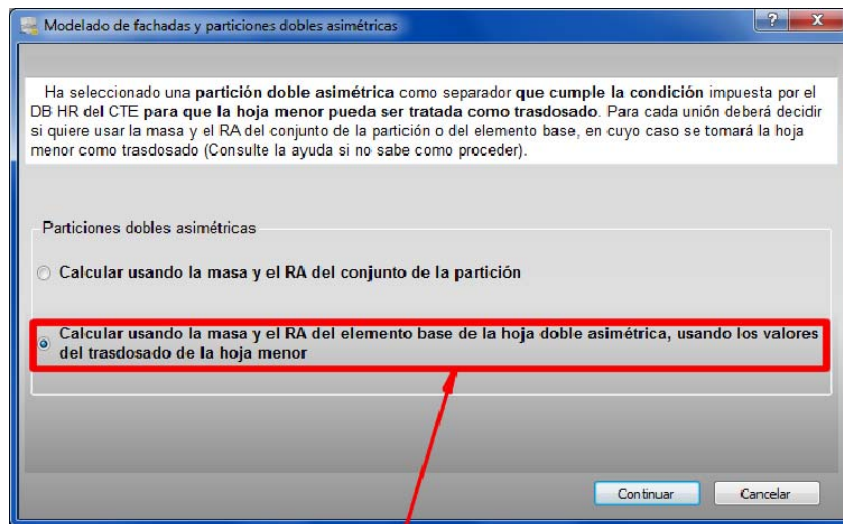 Modelado de fachadas y particiones dobles asimétricas
? X
Ha seleccionado una partición doble asimétrica como separador que cumple la condición impuesta por el
DB HR del CTE para que la hoja menor pueda ser tratada como trasdosado. Para cada unión deberá decidir
si quiere usar la masa y el RA del conjunto de la partición o del elemento base, en cuyo caso se tomará la hoja
menor como trasdosado (Consulte la ayuda si no sabe como proceder).
Particiones dobles asimétricas
Calcular usando la masa y el RA del conjunto de la partición
Calcular usando la masa y el RA del elemento base de la hoja doble asimétrica, usando los valores
del trasdosado de la hoja menor
Continuar
Cancelar